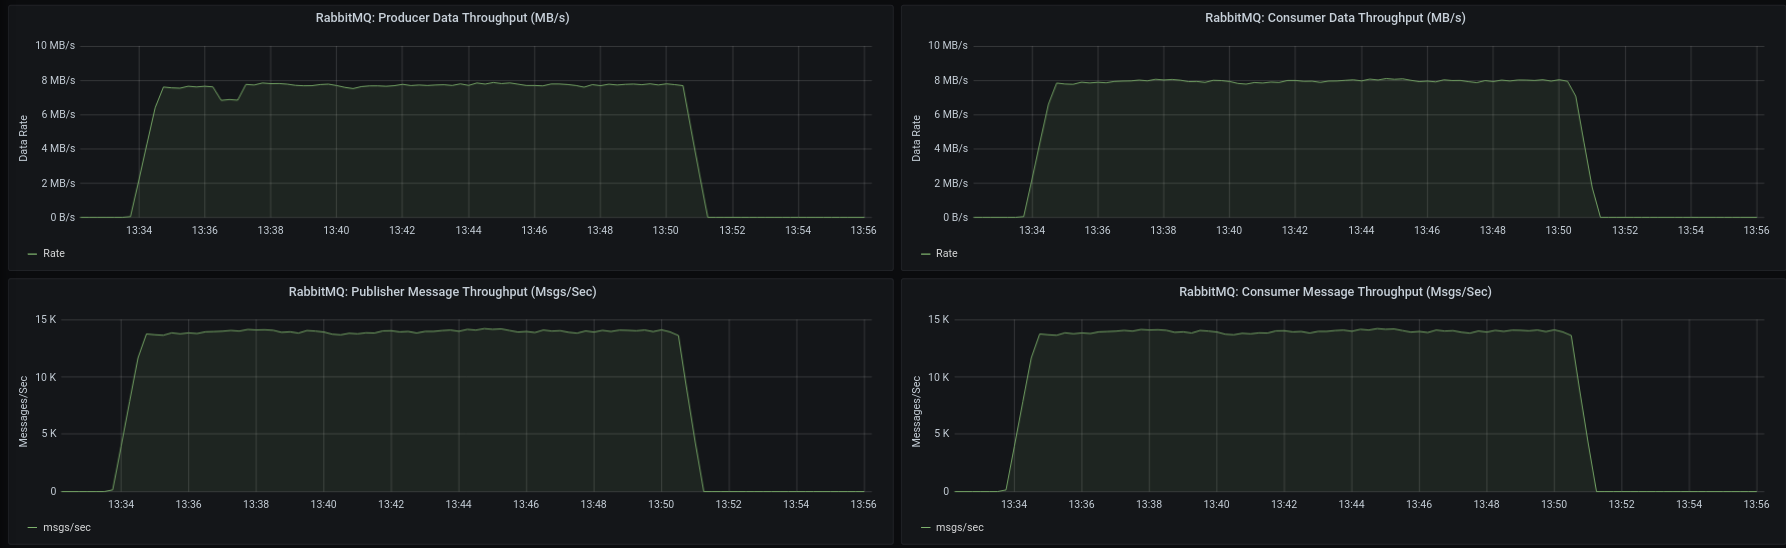 RabbitMQ: Producer Data Throughput (MB/s)
10 MB/s
8 MB/s
6 MB/s
4 MB/s
2 MB/s
0 B/s
Data Rate
13:34 13:36 13:38 13:40 13:42 13:44 13:46 13:48 13:50 13:52 13:54 13:56
Rate
RabbitMQ: Consumer Data Throughput (MB/s)
10 MB/s
8 MB/s
6 MB/s
4 MB/s
2 MB/s
0 B/s
Data Rate
13:34 13:36 13:38 13:40 13:42 13:44 13:46 13:48 13:50 13:52 13:54 13:56
Rate
RabbitMQ: Publisher Message Throughput (Msgs/Sec)
15 K
10 K
5 K
0
Messages/Sec
13:34 13:36 13:38 13:40 13:42 13:44 13:46 13:48 13:50 13:52 13:54 13:56
msgs/sec
RabbitMQ: Consumer Message Throughput (Msgs/Sec)
15 K
10 K
5 K
0
Messages/Sec
13:34 13:36 13:38 13:40 13:42 13:44 13:46 13:48 13:50 13:52 13:54 13:56
msgs/sec